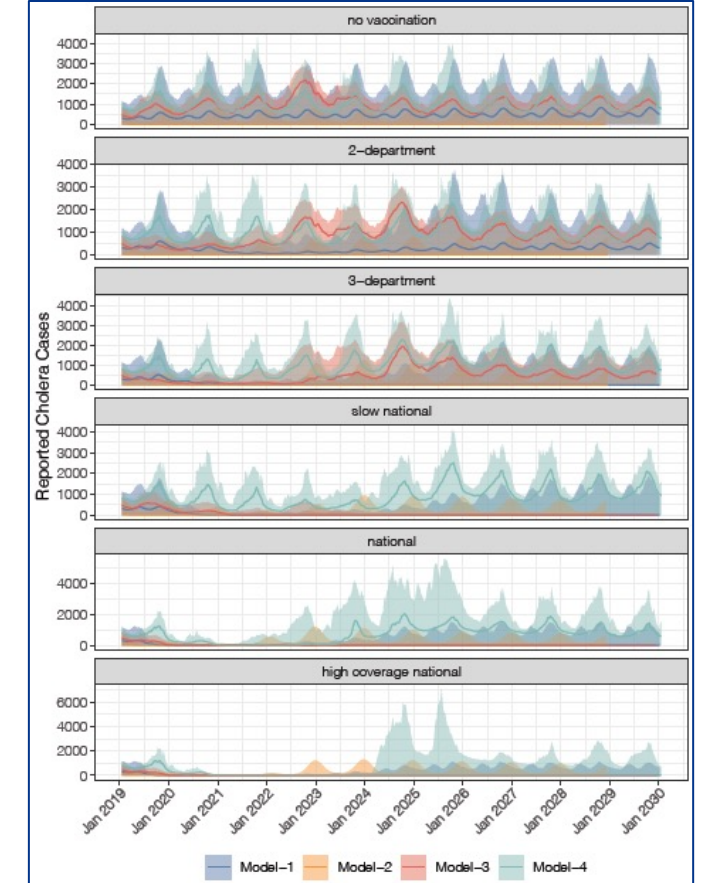 no vaccination
4000
3000
2000
1000
0
2-department
4000
3000
2000
1000
0
3-department
4000
3000
2000
1000
0
slow national
4000
3000
2000
1000
0
national
4000
2000
0
high coverage national
6000
4000
2000
0
Reported Cholera Cases
Jan 2019
Jan 2020
Jan 2021
Jan 2022
Jan 2023
Jan 2024
Jan 2025
Jan 2026
Jan 2027
Jan 2028
Jan 2029
Jan 2030
Model-1 Model-2 Model-3 Model-4